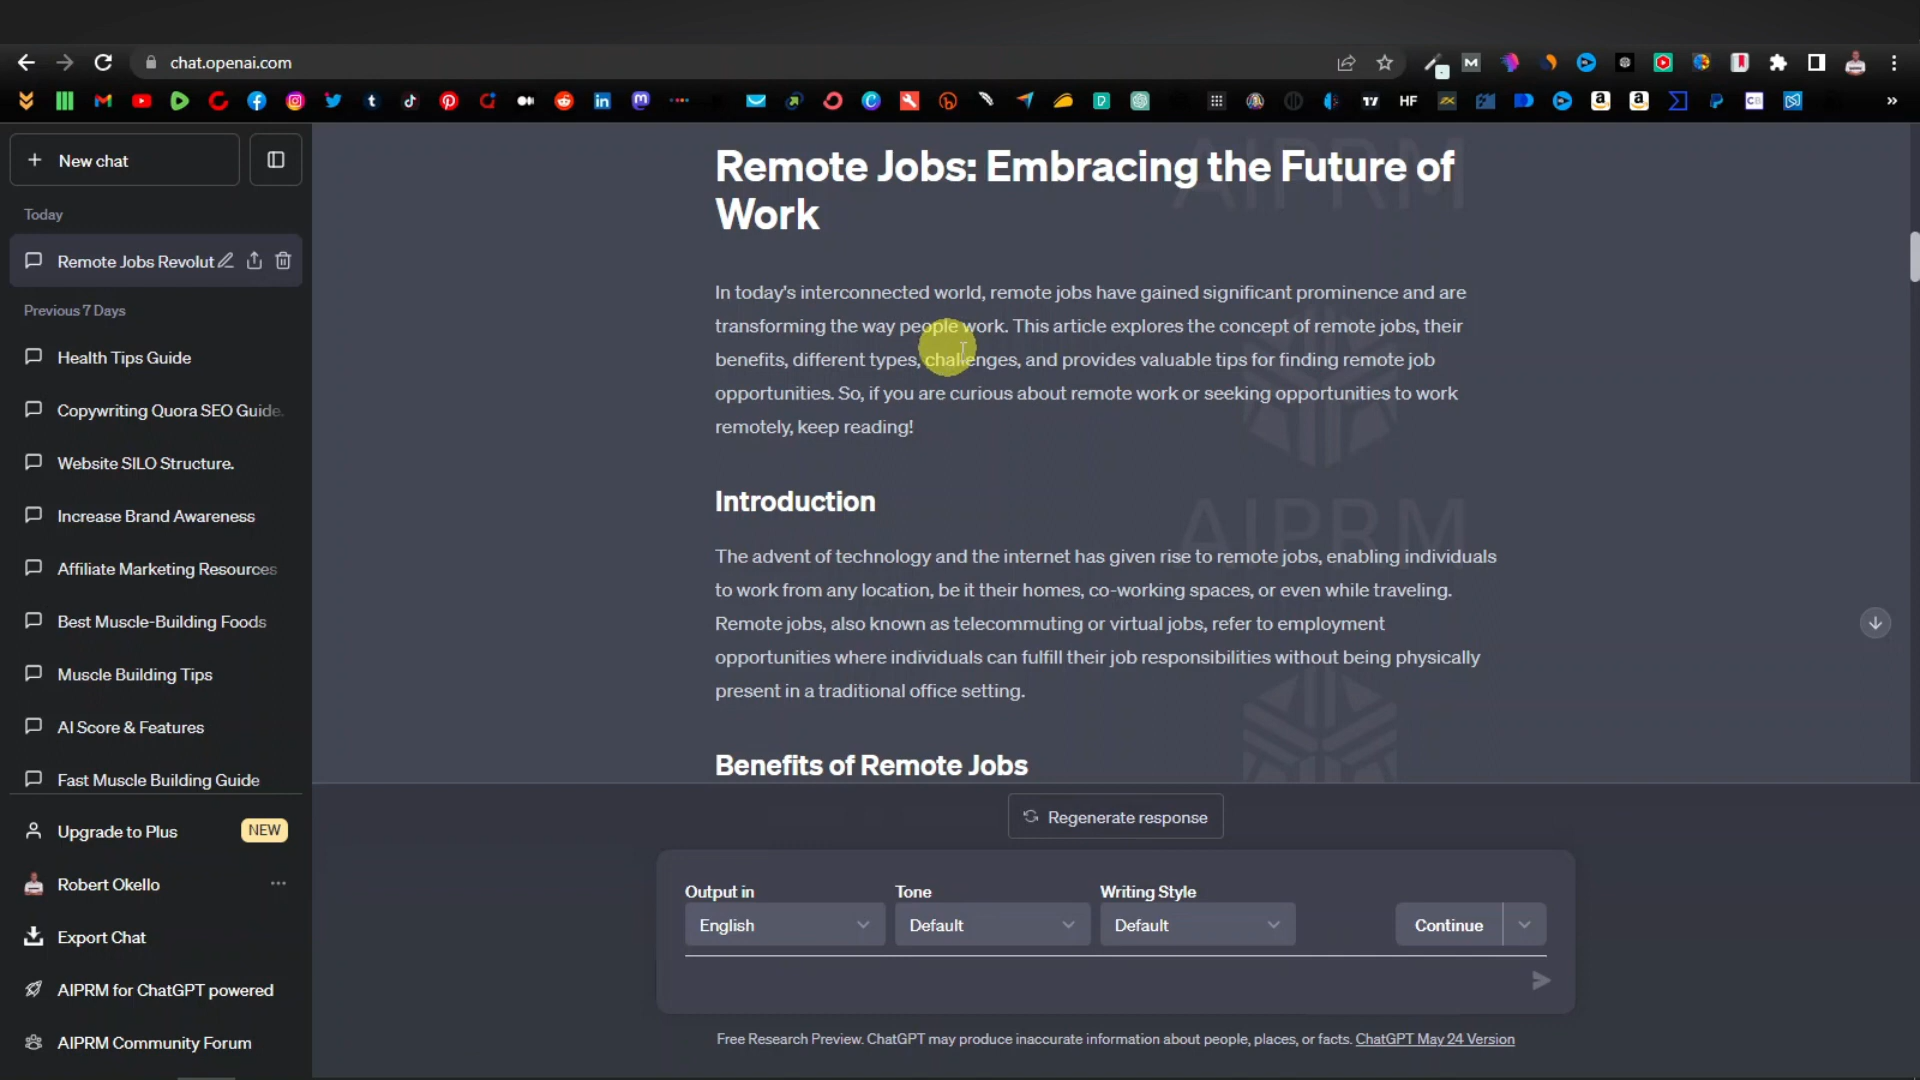 chat.openai.com
New chat
Today
Remote Jobs Revolut
Previous 7 Days
Health Tips Guide
Copywriting Quora SEO Guide.
Website SILO Structure.
Increase Brand Awareness
Affiliate Marketing Resources
Best Muscle-Building Foods
Muscle Building Tips
AI Score & Features
Fast Muscle Building Guide
Upgrade to Plus NEW
Robert Okello
Export Chat
AIPRM for ChatGPT powered
AIPRM Community Forum
Remote Jobs: Embracing the Future of
Work
In today's interconnected world, remote jobs have gained significant prominence and are
transforming the way people work. This article explores the concept of remote jobs, their
benefits, different types, challenges, and provides valuable tips for finding remote job
opportunities. So, if you are curious about remote work or seeking opportunities to work
remotely, keep reading!
Introduction
The advent of technology and the internet has given rise to remote jobs, enabling individuals
to work from any location, be it their homes, co-working spaces, or even while traveling.
Remote jobs, also known as telecommuting or virtual jobs, refer to employment
opportunities where individuals can fulfill their job responsibilities without being physically
present in a traditional office setting.
Benefits of Remote Jobs
AIPRM
AIPRM
Regenerate response
Output in Tone Writing Style
English Default Default Continue
Free Research Preview. ChatGPT may produce inaccurate information about people, places, or facts. ChatGPT May 24 Version